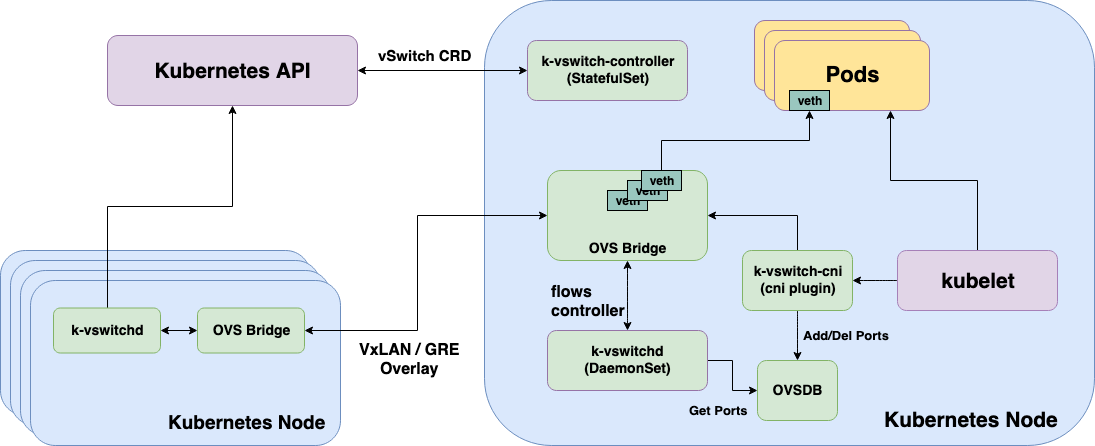 Kubernetes API
vSwitch CRD
k-vswitch-controller
(StatefulSet)
Pods
veth
veth
veth
veth
OVS Bridge
k-vswitch-cni
(cni plugin)
kubelet
flows
controller
Add/Del Ports
k-vswitchd
(DaemonSet)
Get Ports
OVSDB
Kubernetes Node
k-vswitchd
OVS Bridge
VxLAN / GRE
Overlay
Kubernetes Node